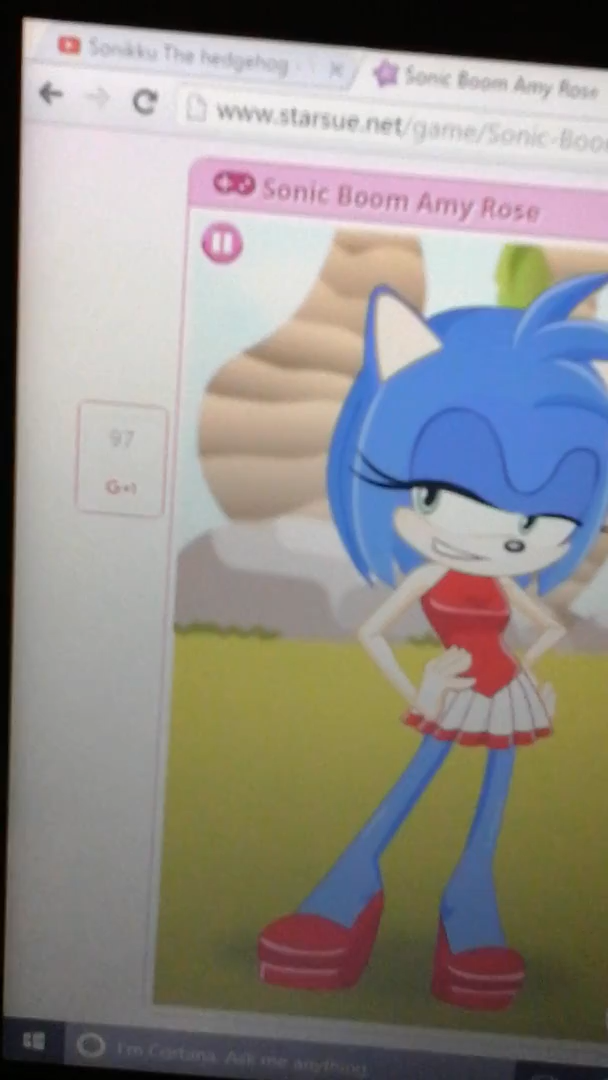 Sonikku The hedgehog -
Sonic Boom Amy Rose
www.starsue.net/game/Sonic-Boo
Sonic Boom Amy Rose
97
G+1
I'm Cortana. Ask me anything.